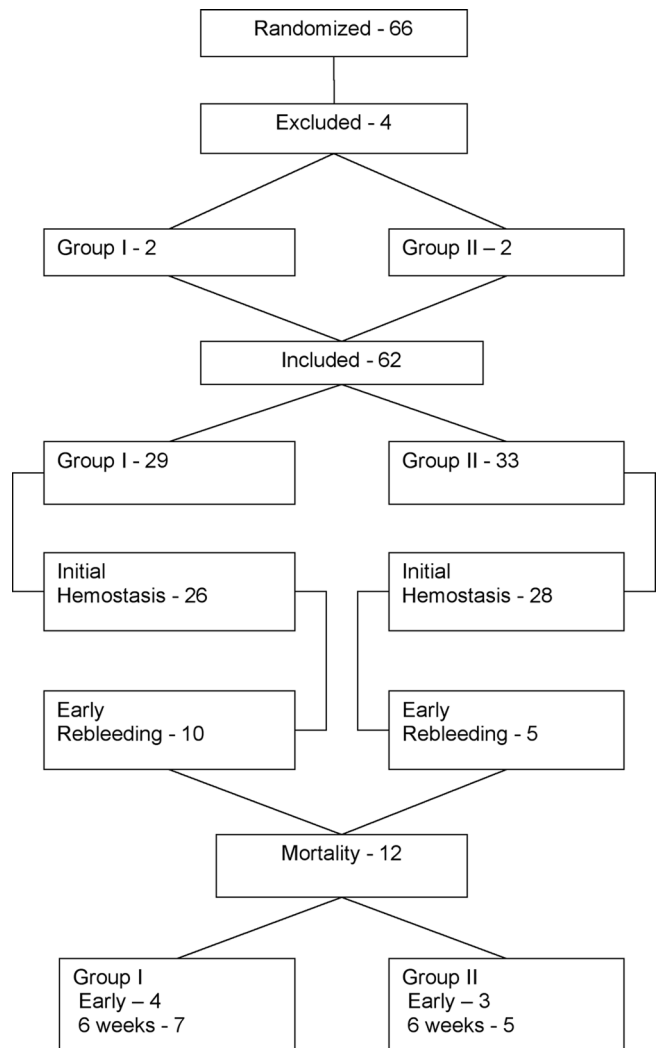 Randomized - 66
Excluded - 4
Group I - 2
Group II – 2
Included - 62
Group I - 29
Group II - 33
Initial
Hemostasis - 26
Initial
Hemostasis - 28
Early
Rebleeding - 10
Early
Rebleeding - 5
Mortality - 12
Group I
Early – 4
6 weeks - 7
Group II
Early – 3
6 weeks - 5